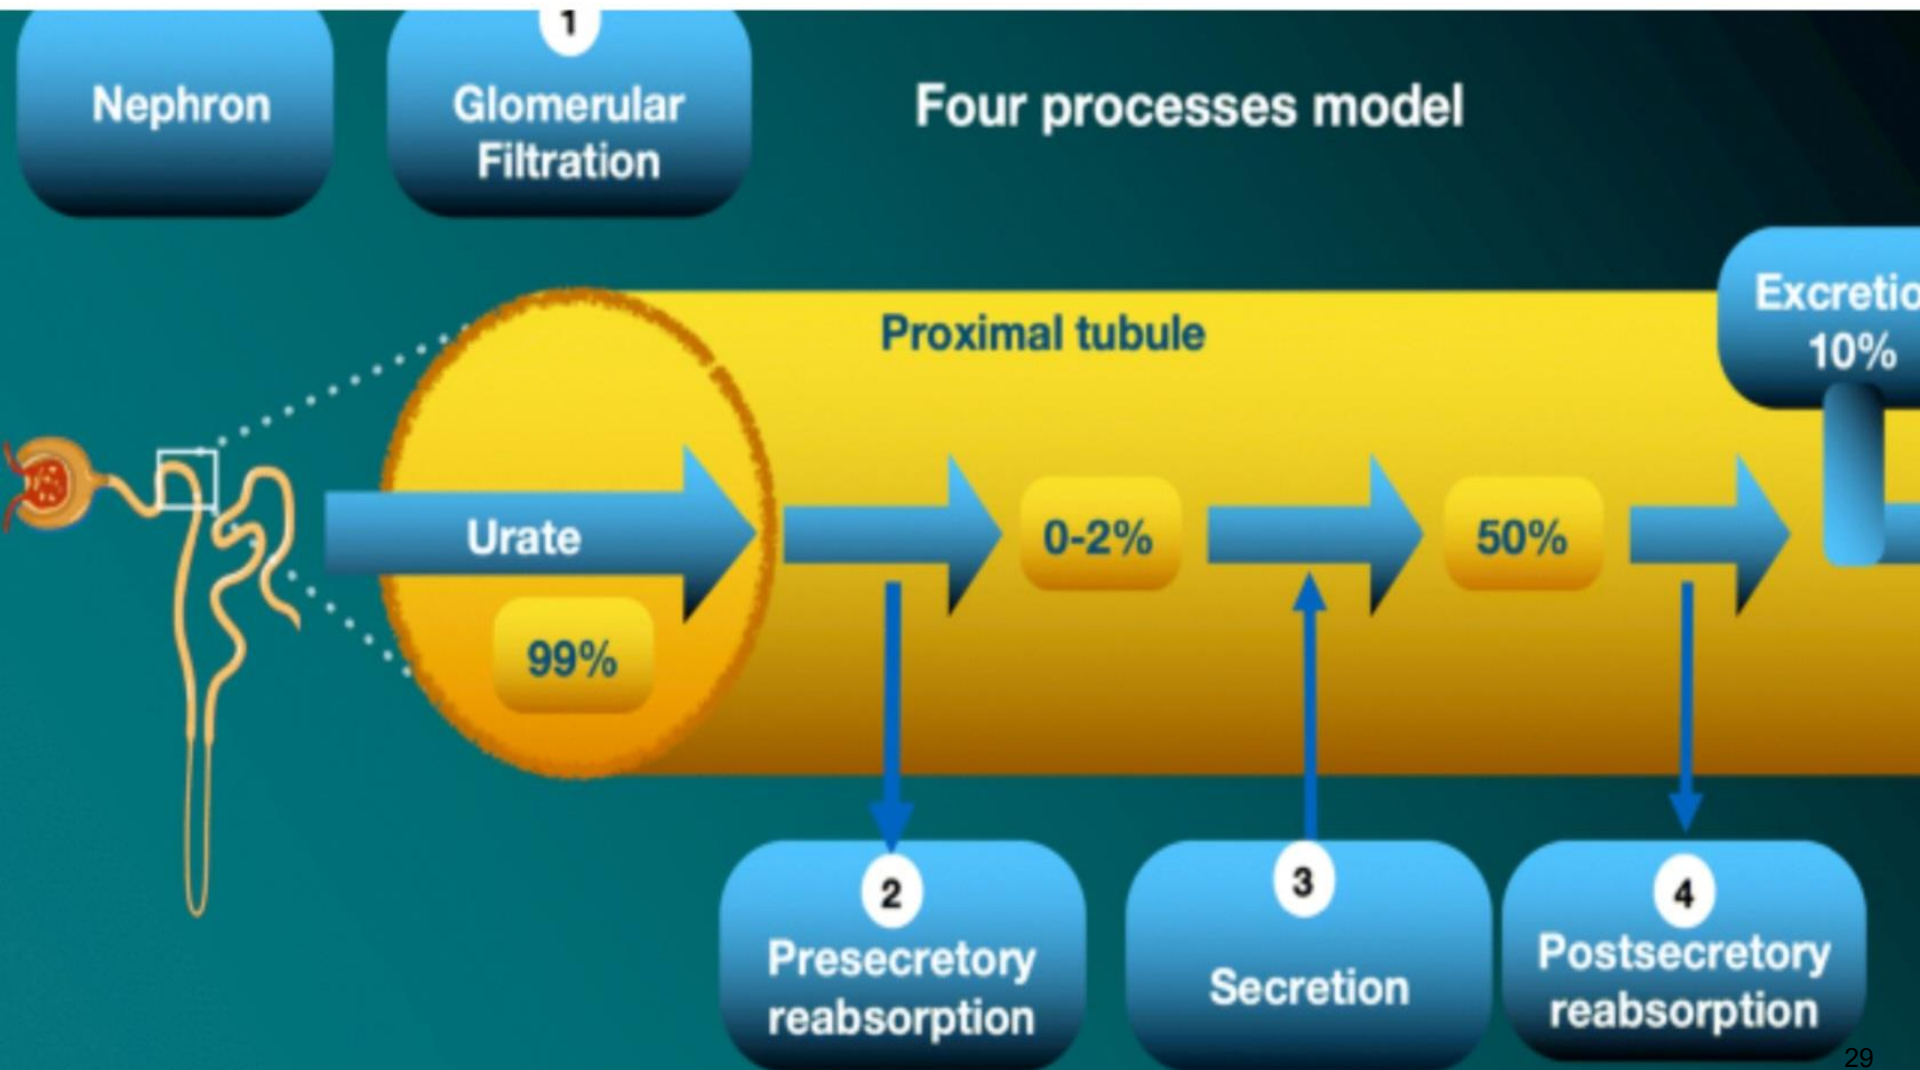 Nephron
1
Glomerular
Filtration
Four processes model
Proximal tubule
Excretio
10%
Urate
99%
0-2%
50%
2
Presecretory
reabsorption
3
Secretion
4
Postsecretory
reabsorption
29